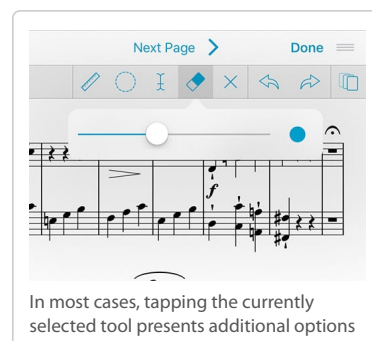 Next Page Done
In most cases, tapping the currently
selected tool presents additional options